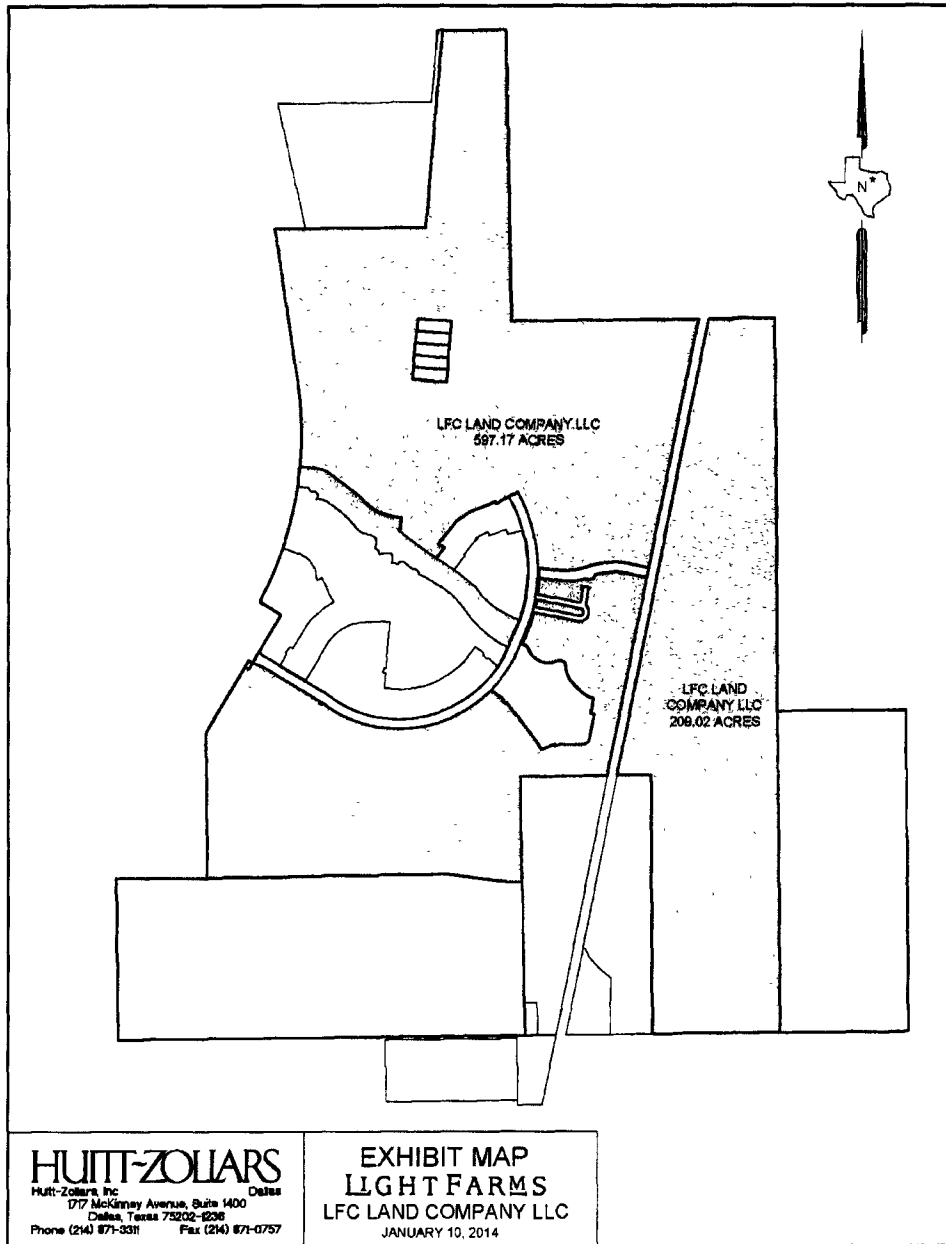 N
LFC LAND COMPANY LLC
597.17 ACRES
LFC LAND
COMPANY LLC
209.02 ACRES
HUITT-ZOLLARS
Huitt-Zollars, Inc Dallas
1717 McKinney Avenue, Suite 1400
Dallas, Texas 75202-1236
Phone (214) 871-3311 Fax (214) 871-0757
EXHIBIT MAP
LIGHT FARMS
LFC LAND COMPANY LLC
JANUARY 10, 2014